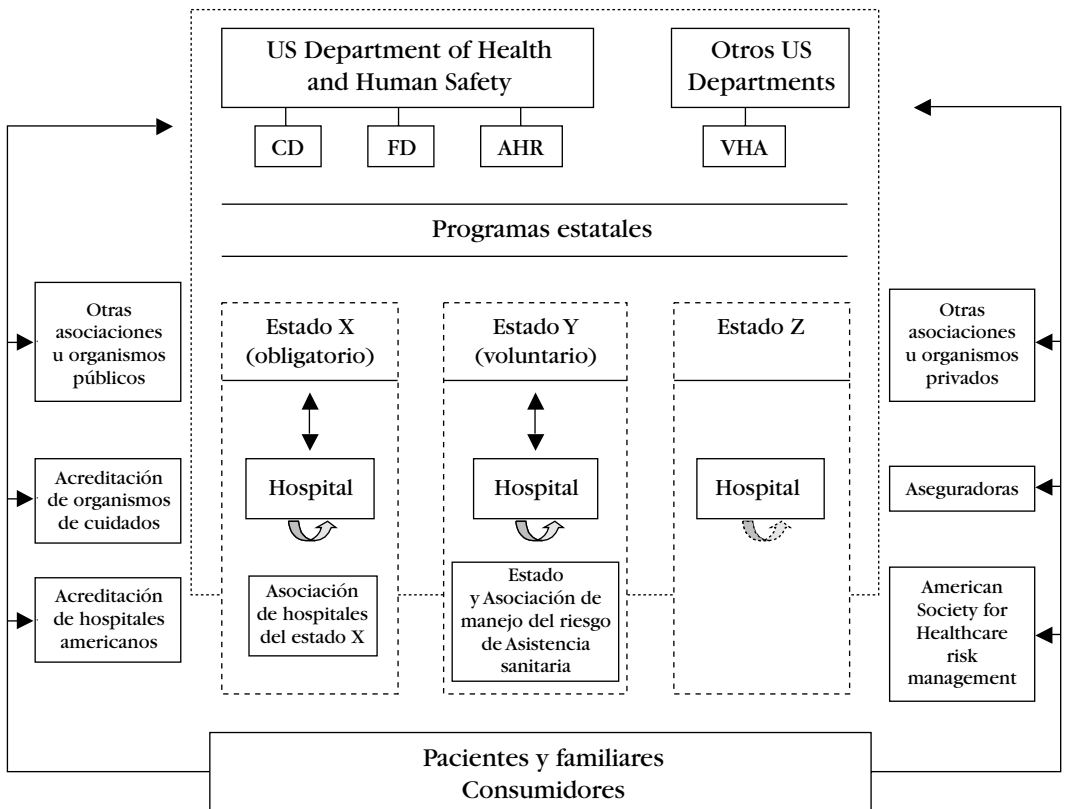 US Department of Health
and Human Safety
Otros US
Departments
CD
FD
AHR
VHA
Programas estatales
Otras
asociaciones
u organismos
públicos
Acreditación
de organismos
de cuidados
Acreditación
de hospitales
americanos
Estado X
(obligatorio)
Hospital
Asociación
de hospitales
del estado X
Estado Y
(voluntario)
Hospital
Estado
y Asociación de
manejo del riesgo
de Asistencia
sanitaria
Estado Z
Hospital
Otras
asociaciones
u organismos
privados
Aseguradoras
American
Society for
Healthcare
risk
management
Pacientes y familiares
Consumidores